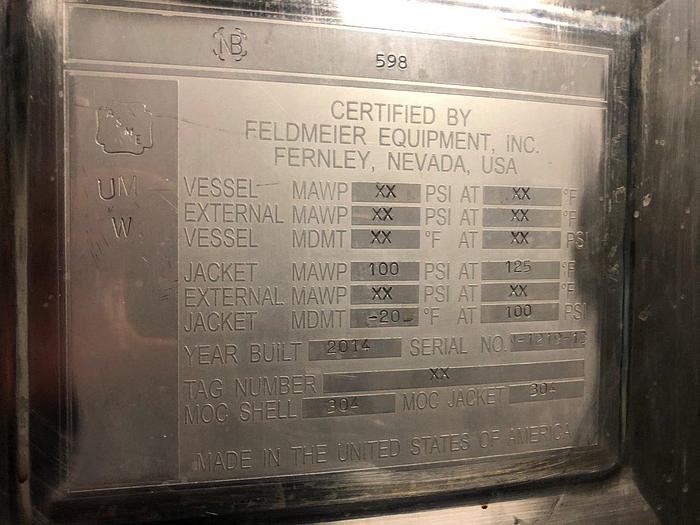 NB 598
ASME
UM
W
CERTIFIED BY
FELDMEIER EQUIPMENT, INC.
FERNLEY, NEVADA, USA
VESSEL MAWP XX PSI AT XX °F
EXTERNAL MAWP XX PSI AT XX °F
VESSEL MDMT XX °F AT XX PSI
JACKET MAWP 100 PSI AT 125 °F
EXTERNAL MAWP XX PSI AT XX °F
JACKET MDMT -20 °F AT 100 PSI
YEAR BUILT 2014 SERIAL NO.
TAG NUMBER XX
MOC SHELL 304 MOC JACKET 304
MADE IN THE UNITED STATES OF AMERICA